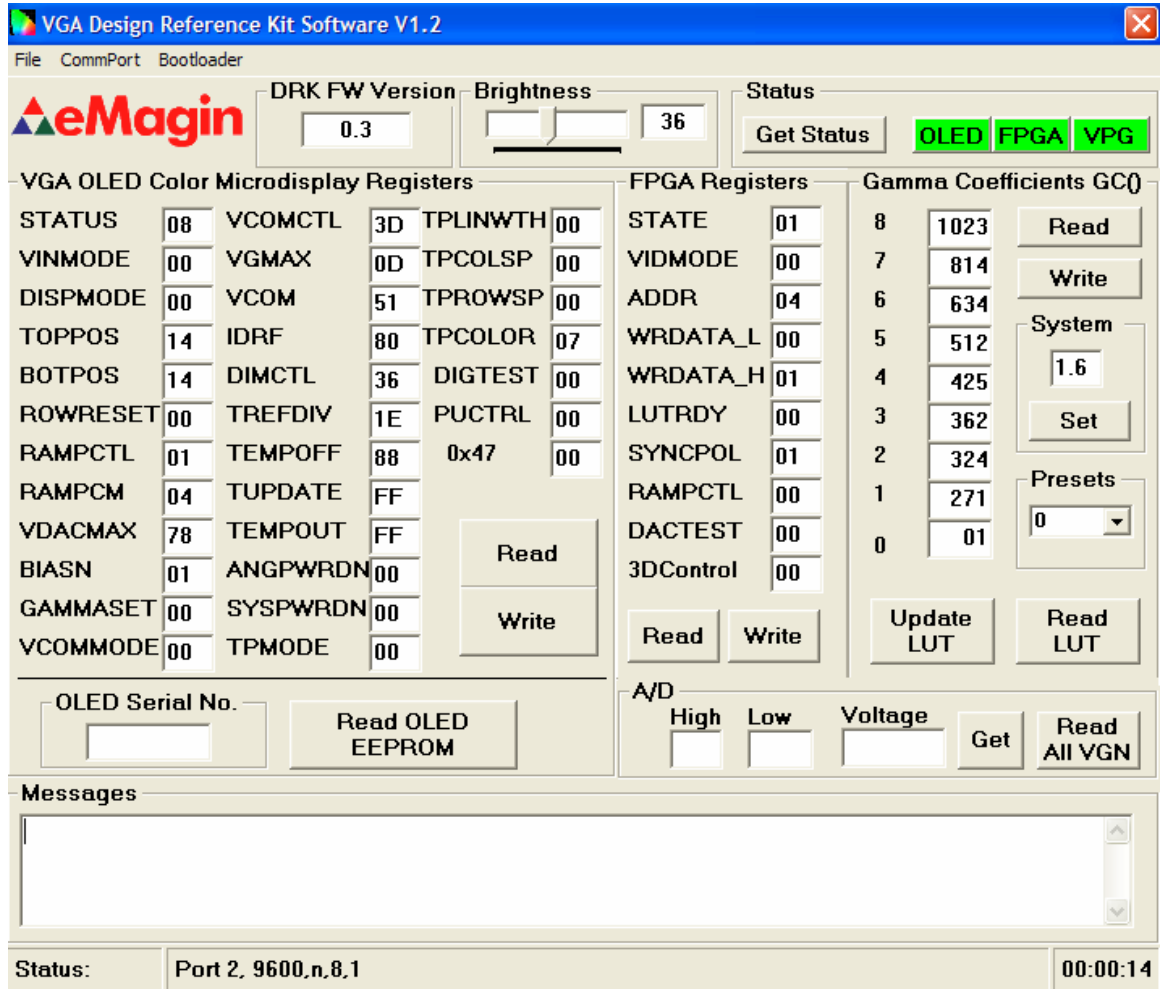 VGA Design Reference Kit Software V1.2
File CommPort Bootloader
eMagin
DRK FW Version
0.3
Brightness
36
Status
Get Status
OLED FPGA VPG
VGA OLED Color Microdisplay Registers
STATUS 08 VCOMCTL 3D TPLINWTH 00
VINMODE 00 VGMAX 0D TPCOLSP 00
DISPMODE 00 VCOM 51 TPROWSP 00
TOPPOS 14 IDRF 80 TPCOLOR 07
BOTPOS 14 DIMCTL 36 DIGTEST 00
ROWRESET 00 TREFDIV 1E PUCTRL 00
RAMPCTL 01 TEMPOFF 88 0x47 00
RAMPCM 04 TUPDATE FF
VDACMAX 78 TEMPOUT FF
BIASN 01 ANGPWRDN 00
GAMMASET 00 SYSPWRDN 00
VCOMMODE 00 TPMODE 00
Read
Write
FPGA Registers
STATE 01
VIDMODE 00
ADDR 04
WRDATA_L 00
WRDATA_H 01
LUTRDY 00
SYNCPOL 01
RAMPCTL 00
DACTEST 00
3DControl 00
Read Write
Gamma Coefficients GC()
8 1023
7 814
6 634
5 512
4 425
3 362
2 324
1 271
0 01
Read
Write
System
1.6
Set
Presets
0
Update
LUT
Read
LUT
OLED Serial No.
Read OLED
EEPROM
A/D
High Low Voltage
Get
Read
All VGN
Messages
Status: Port 2, 9600,n,8,1 00:00:14